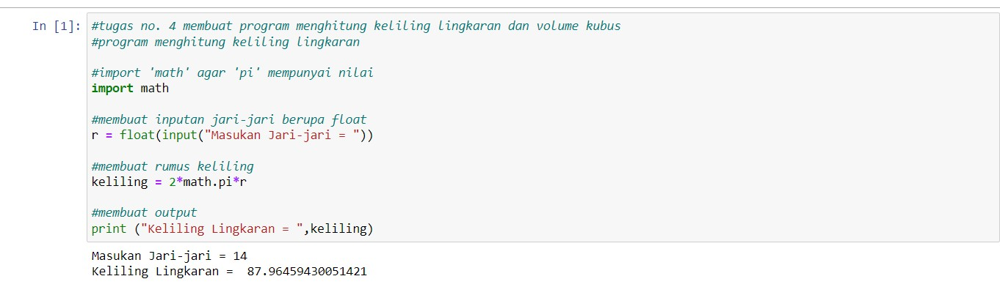 In [1]: #tugas no. 4 membuat program menghitung keliling lingkaran dan volume kubus
#program menghitung keliling lingkaran
#import 'math' agar 'pi' mempunyai nilai
import math
#membuat inputan jari-jari berupa float
r = float(input("Masukan Jari-jari = "))
#membuat rumus keliling
keliling = 2*math.pi*r
#membuat output
print ("Keliling Lingkaran = ",keliling)
Masukan Jari-jari = 14
Keliling Lingkaran =  87.96459430051421